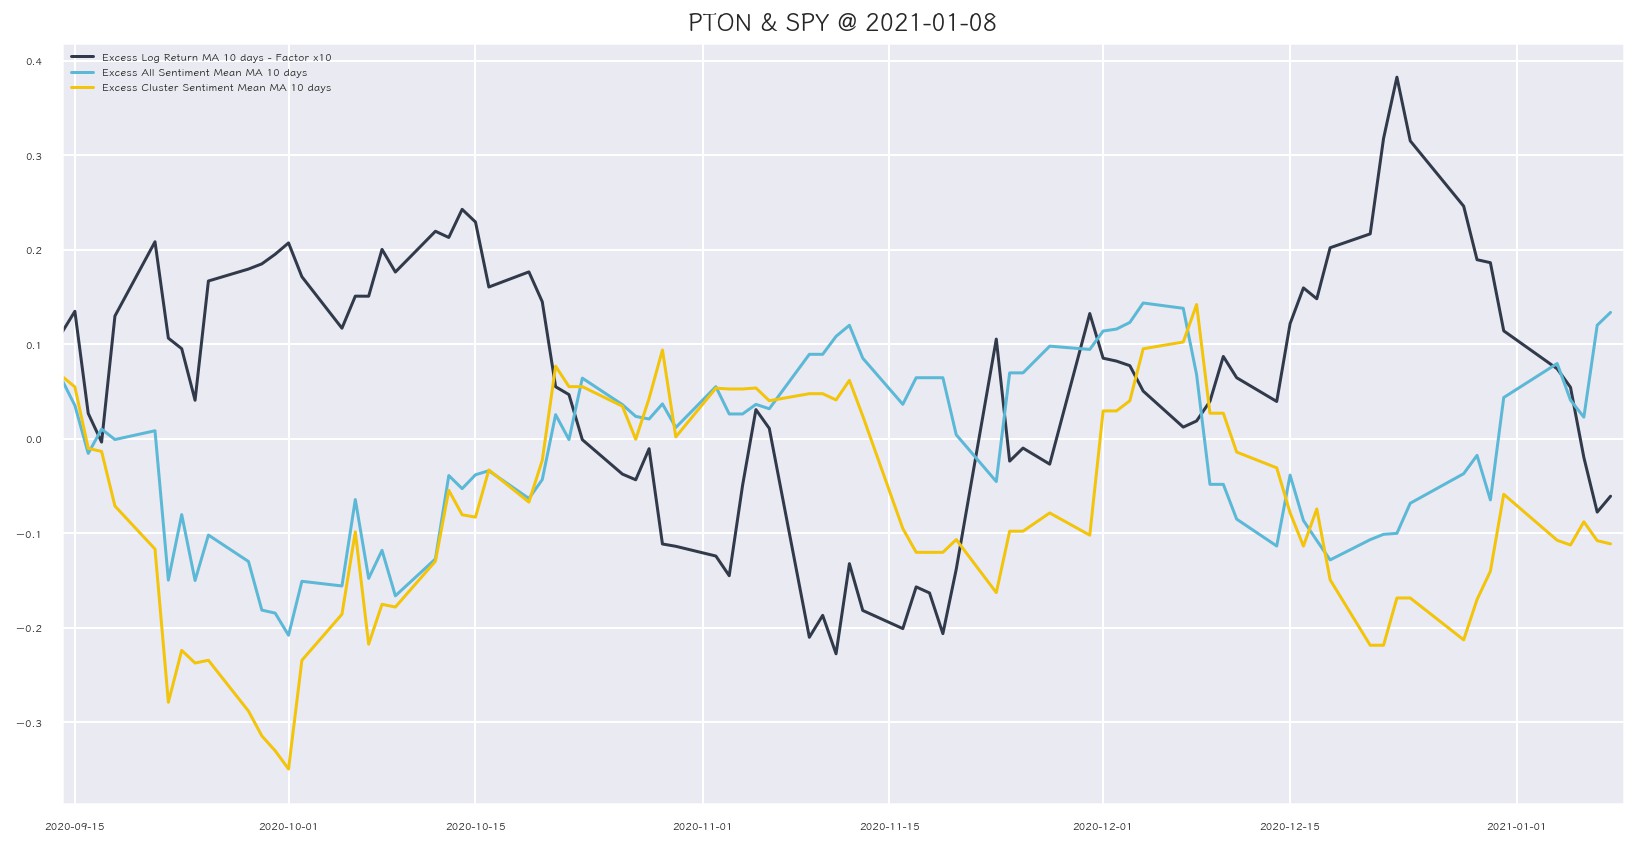 PTON & SPY @ 2021-01-08
Excess Log Return MA 10 days - Factor x10
Excess All Sentiment Mean MA 10 days
Excess Cluster Sentiment Mean MA 10 days
0.4
0.3
0.2
0.1
0.0
−0.1
−0.2
−0.3
2020-09-15 2020-10-01 2020-10-15 2020-11-01 2020-11-15 2020-12-01 2020-12-15 2021-01-01